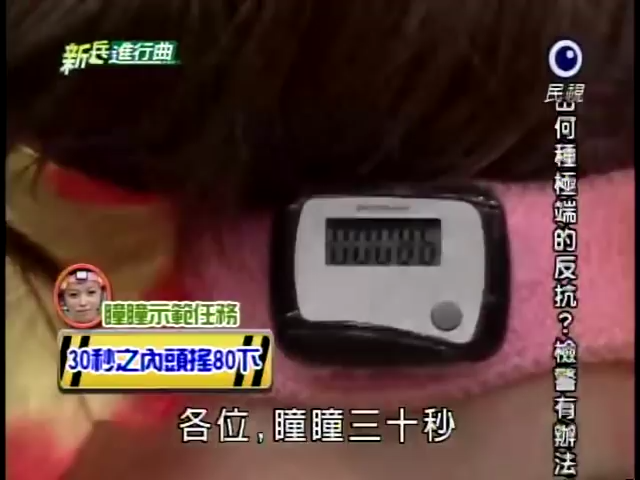 新兵進行曲
民視
何種極端的反抗？檢警有辦法
瞳瞳示範任務
30秒之內頭搖80下
各位,瞳瞳三十秒